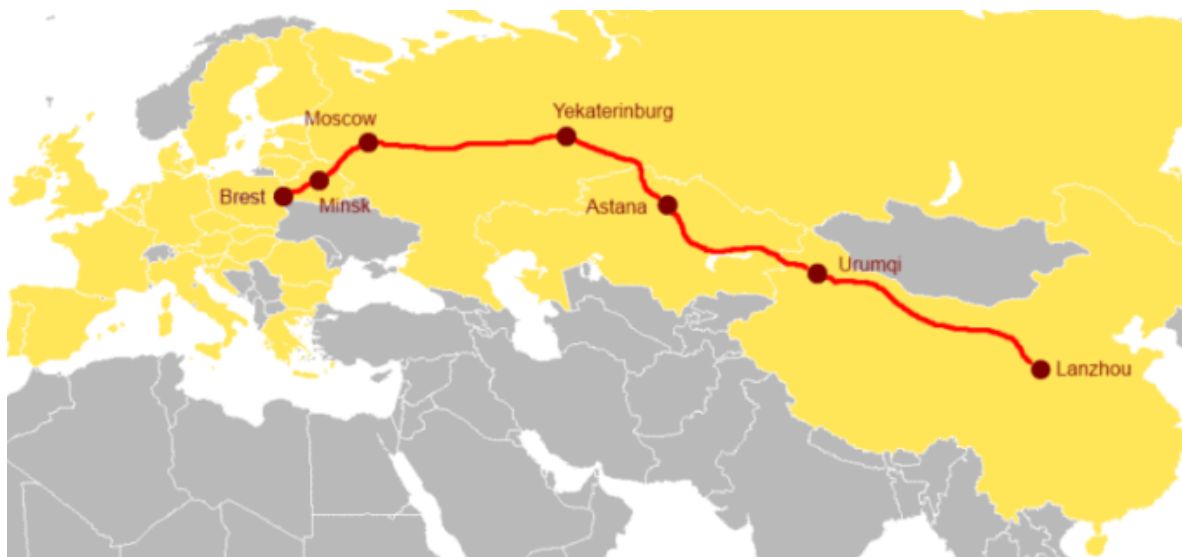 Yekaterinburg
Moscow
Brest
Minsk
Astana
Urumqi
Lanzhou